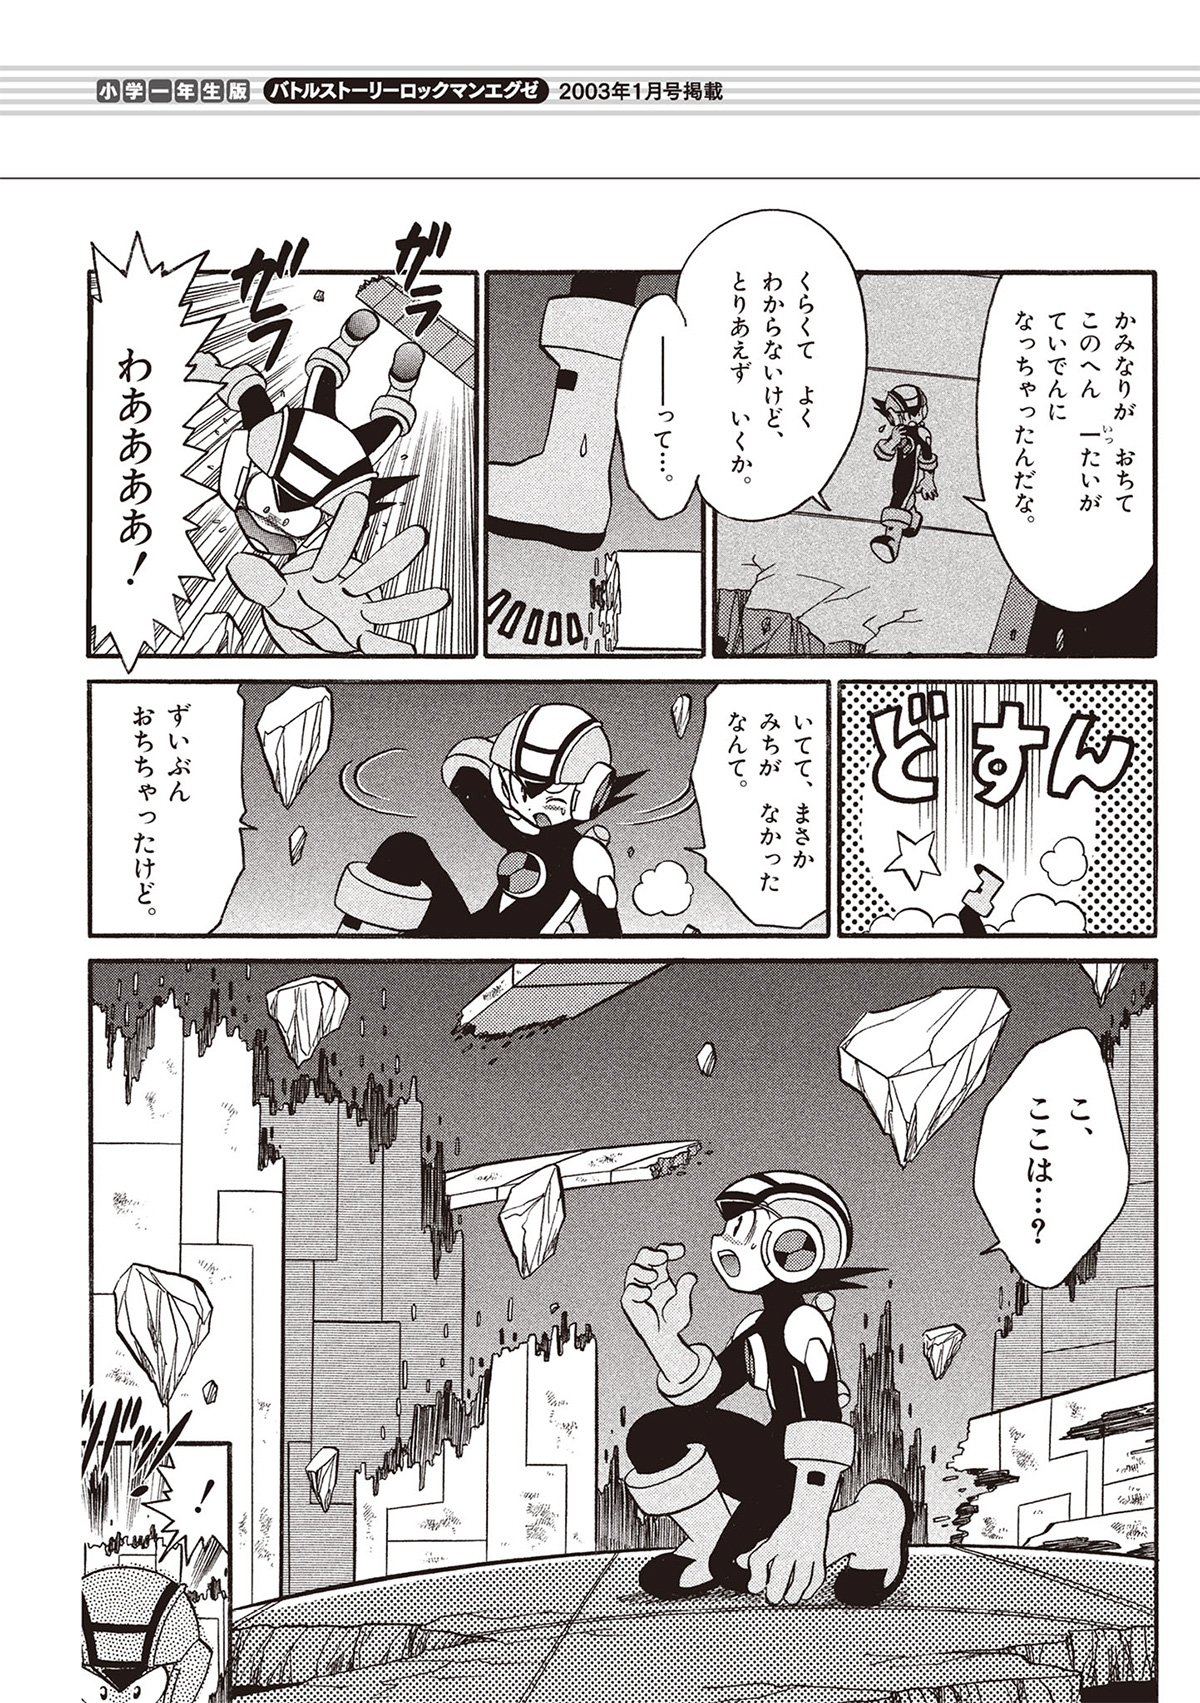 小学一年生版 バトルストーリーロックマンエグゼ 2003年1月号掲載
かみなりが おちて
このへん 一たいが
いっ
ていでんに
なっちゃったんだな。
くらくて よく
わからないけど、
とりあえず いくか。
――って…。
ガラ
ガラ
わああああ!
どすん
いてて、まさか
みちが なかった
なんて。
ずいぶん
おちちゃったけど。
こ、
ここは…?
!